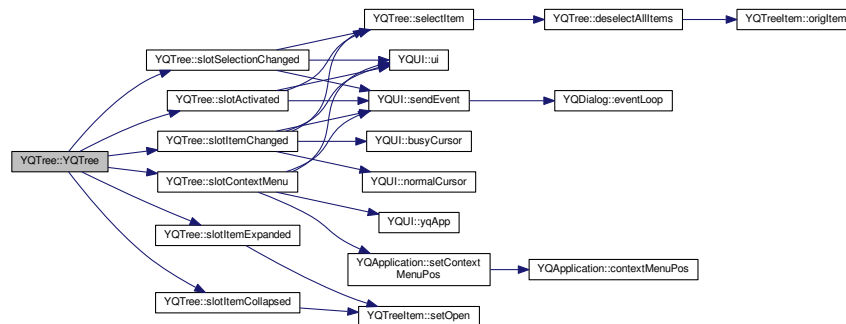 YQTree::selectItem
YQTree::deselectAllItems
YQTreeItem::origItem
YQTree::slotSelectionChanged
YQUI::ui
YQTree::slotActivated
YQUI::sendEvent
YQDialog::eventLoop
YQTree::slotItemChanged
YQUI::busyCursor
YQTree::YQTree
YQTree::slotContextMenu
YQUI::normalCursor
YQUI::yqApp
YQTree::slotItemExpanded
YQApplication::setContext
MenuPos
YQApplication::contextMenuPos
YQTree::slotItemCollapsed
YQTreeItem::setOpen